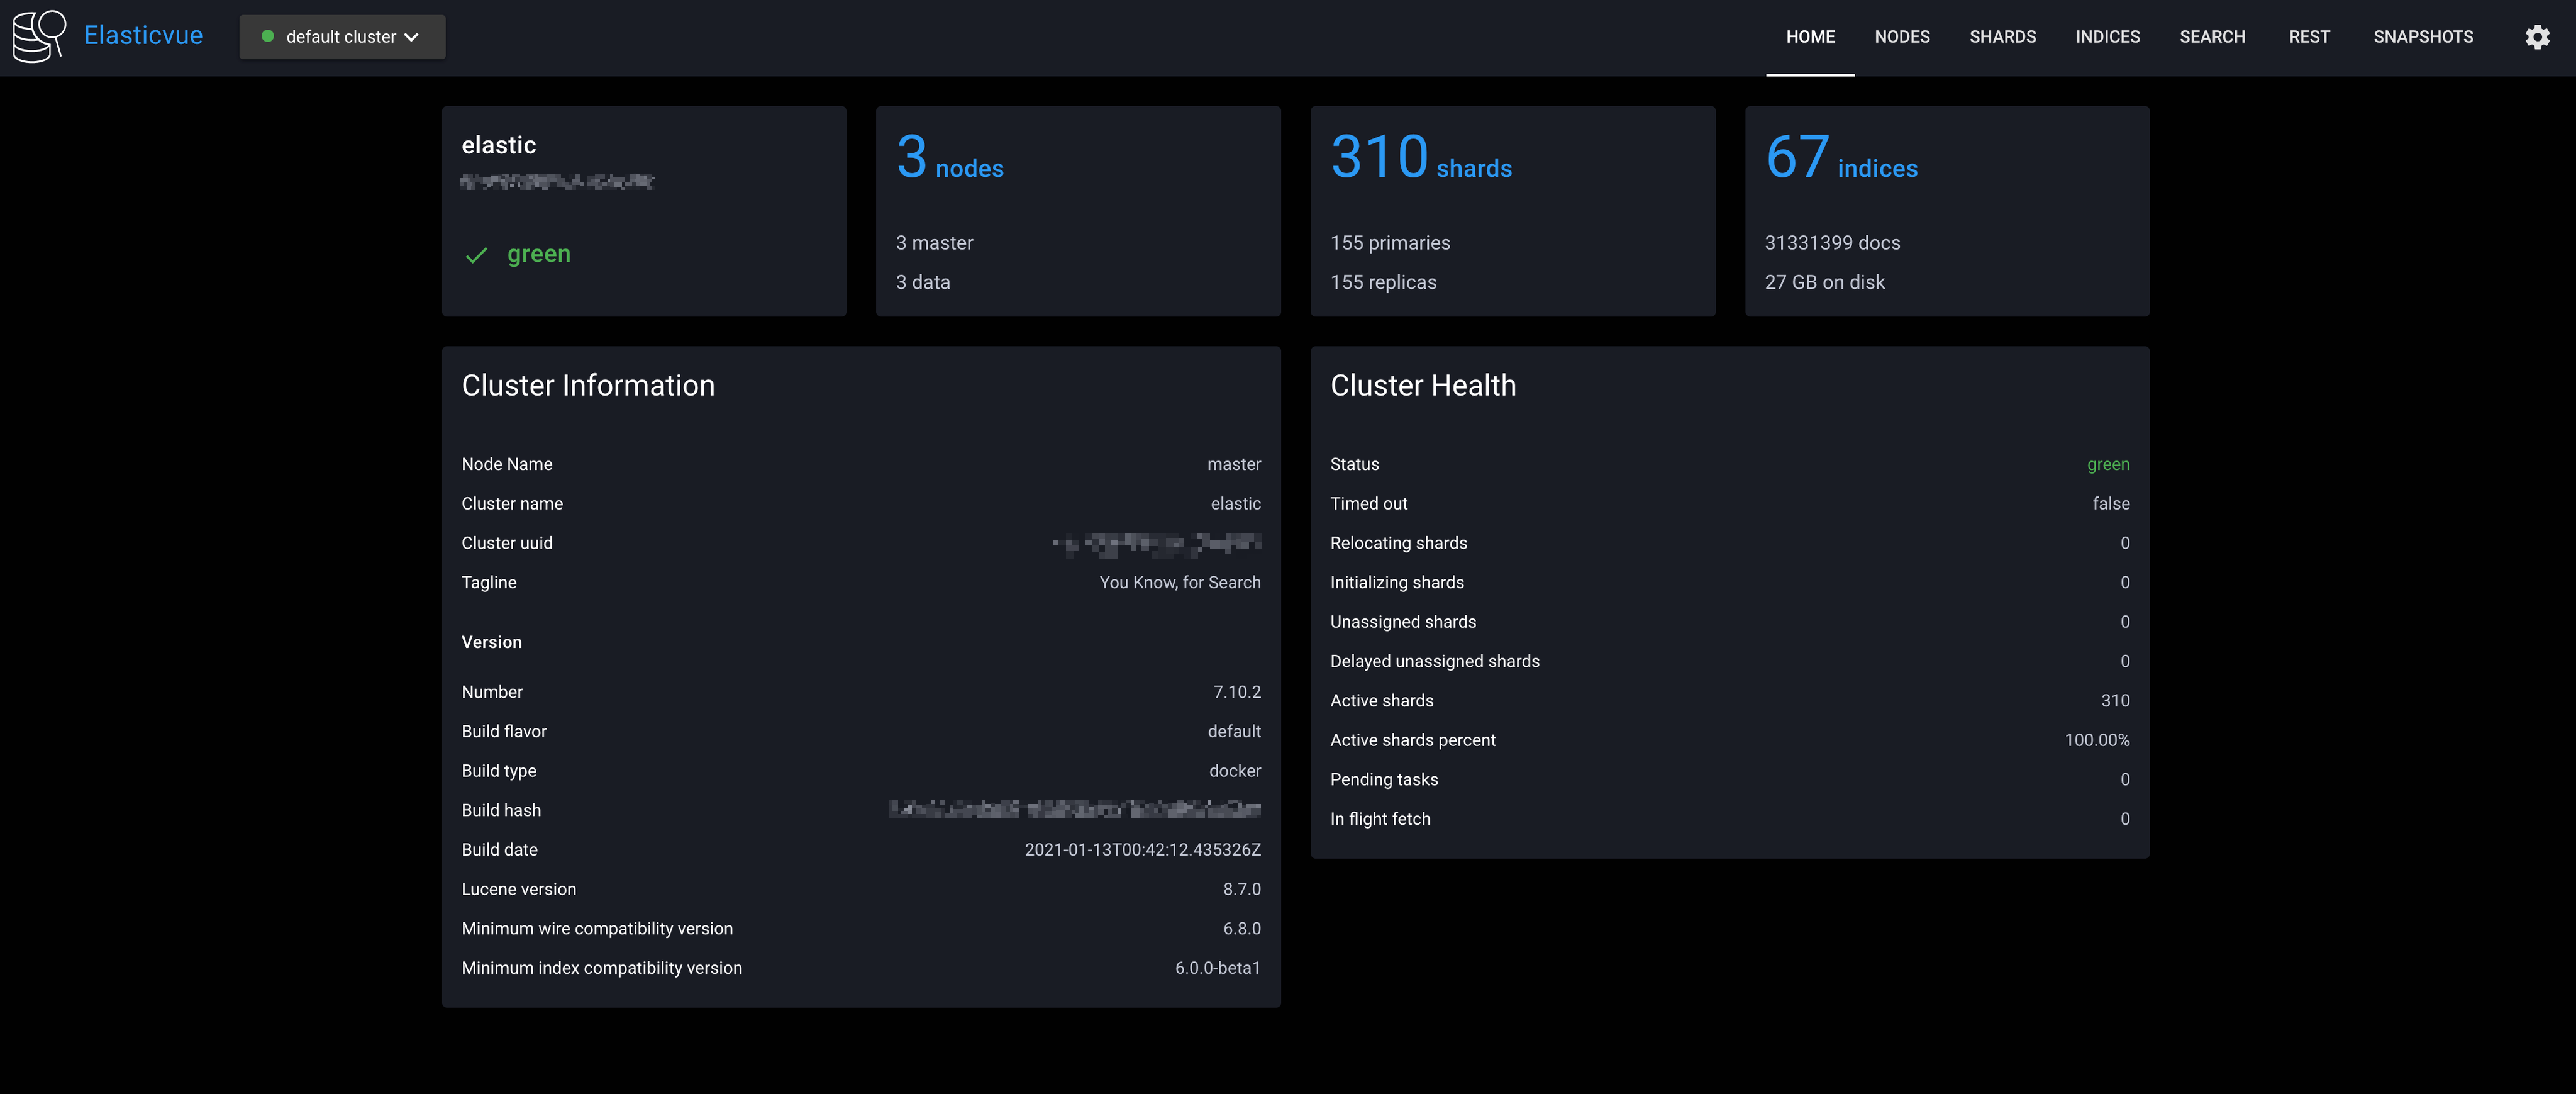 Elasticvue
default cluster
HOME NODES SHARDS INDICES SEARCH REST SNAPSHOTS
elastic
green
3 nodes
3 master
3 data
310 shards
155 primaries
155 replicas
67 indices
31331399 docs
27 GB on disk
Cluster Information
Node Name master
Cluster name elastic
Cluster uuid
Tagline You Know, for Search
Version
Number 7.10.2
Build flavor default
Build type docker
Build hash
Build date 2021-01-13T00:42:12.435326Z
Lucene version 8.7.0
Minimum wire compatibility version 6.8.0
Minimum index compatibility version 6.0.0-beta1
Cluster Health
Status green
Timed out false
Relocating shards 0
Initializing shards 0
Unassigned shards 0
Delayed unassigned shards 0
Active shards 310
Active shards percent 100.00%
Pending tasks 0
In flight fetch 0